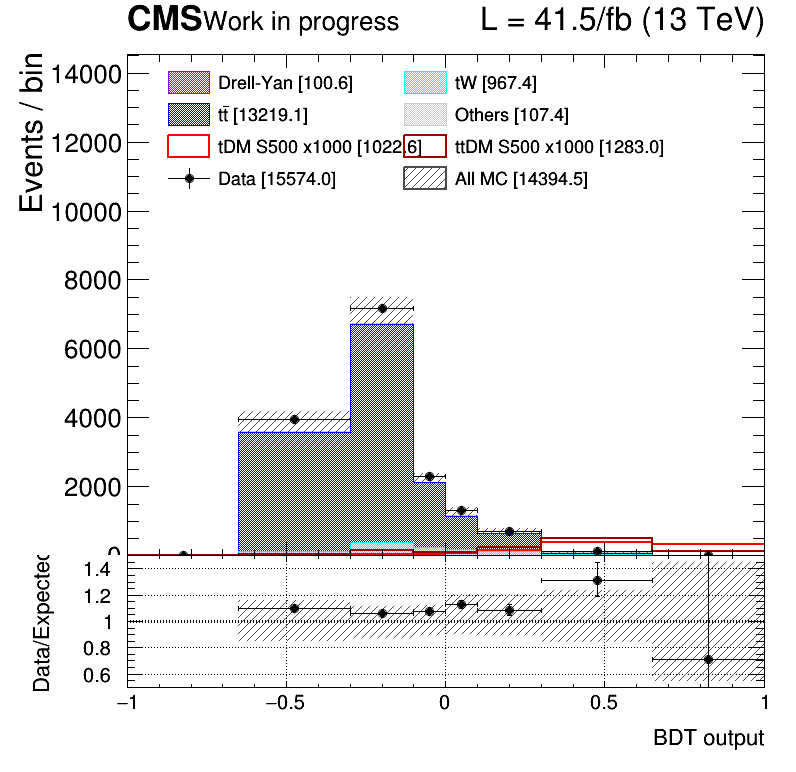 CMS Work in progress L = 41.5/fb (13 TeV)
Events / bin
14000
12000
10000
8000
6000
4000
2000
0
Drell-Yan [100.6] tW [967.4]
tt̄ [13219.1] Others [107.4]
tDM S500 x1000 [1022.6] ttDM S500 x1000 [1283.0]
Data [15574.0] All MC [14394.5]
Data/Expected
1.4
1.2
1
0.8
0.6
−1 −0.5 0 0.5 1
BDT output